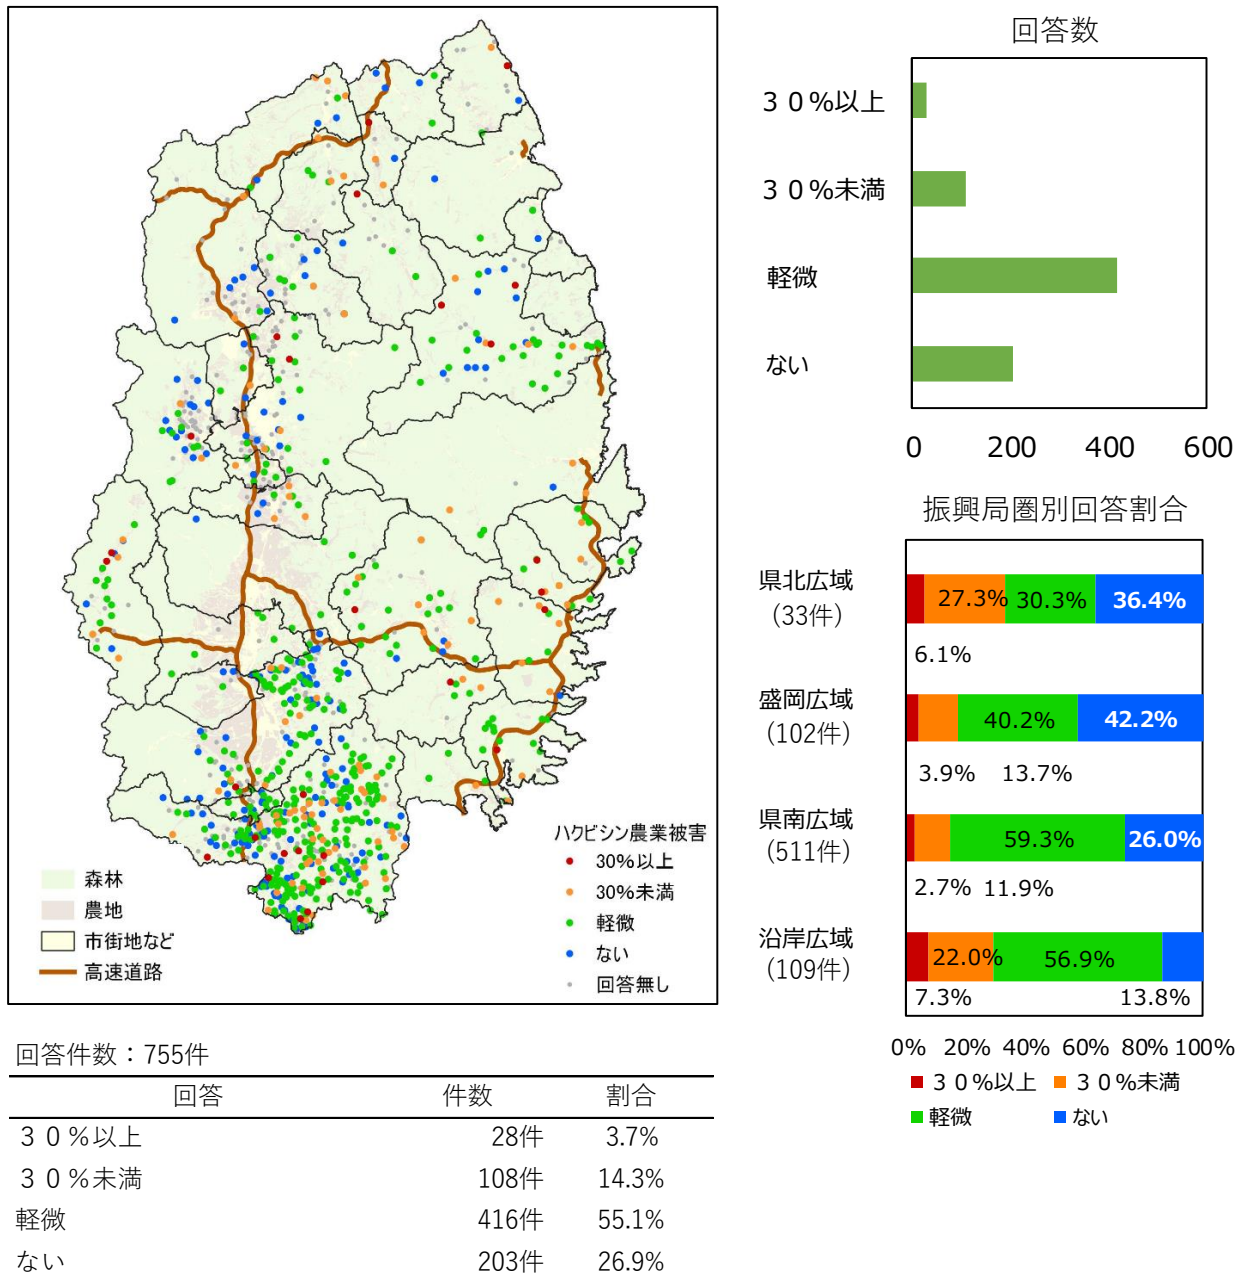 ハクビシン農業被害
30%以上
30%未満
軽微
ない
回答無し
森林
農地
市街地など
高速道路
回答数
３０%以上
３０%未満
軽微
ない
0 200 400 600
振興局圏別回答割合
県北広域
(33件)
27.3% 30.3% 36.4%
6.1%
盛岡広域
(102件)
40.2% 42.2%
3.9% 13.7%
県南広域
(511件)
59.3% 26.0%
2.7% 11.9%
沿岸広域
(109件)
22.0% 56.9%
7.3% 13.8%
0% 20% 40% 60% 80% 100%
３０%以上 ３０%未満
軽微 ない
回答件数：755件
回答 件数 割合
３０%以上 28件 3.7%
３０%未満 108件 14.3%
軽微 416件 55.1%
ない 203件 26.9%